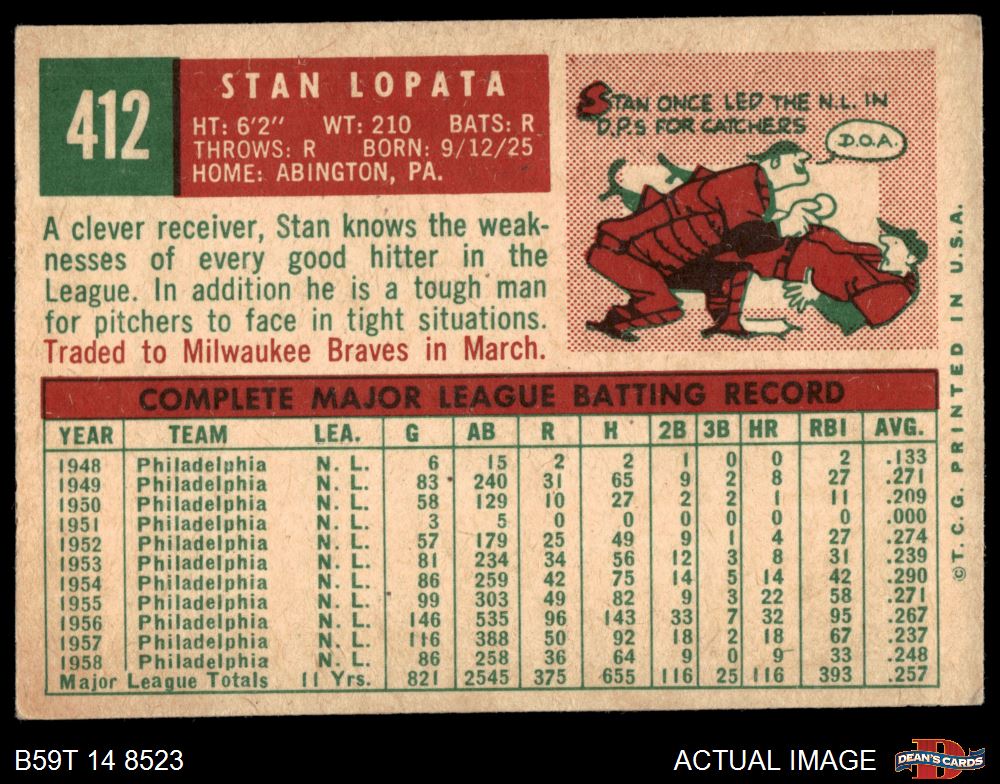 412
STAN LOPATA
HT: 6'2" WT: 210 BATS: R
THROWS: R BORN: 9/12/25
HOME: ABINGTON, PA.
STAN ONCE LED THE N.L. IN
D.P.S FOR CATCHERS
D.O.A.
A clever receiver, Stan knows the weak-
nesses of every good hitter in the
League. In addition he is a tough man
for pitchers to face in tight situations.
Traded to Milwaukee Braves in March.
COMPLETE MAJOR LEAGUE BATTING RECORD
YEAR TEAM LEA. G AB R H 2B 3B HR RBI AVG.
1948 Philadelphia N. L. 6 15 2 2 1 0 0 2 .133
1949 Philadelphia N. L. 83 240 31 65 9 2 8 27 .271
1950 Philadelphia N. L. 58 129 10 27 2 2 1 11 .209
1951 Philadelphia N. L. 3 5 0 0 0 0 0 0 .000
1952 Philadelphia N. L. 57 179 25 49 9 1 4 27 .274
1953 Philadelphia N. L. 81 234 34 56 12 3 8 31 .239
1954 Philadelphia N. L. 86 259 42 75 14 5 14 42 .290
1955 Philadelphia N. L. 99 303 49 82 9 3 22 58 .271
1956 Philadelphia N. L. 146 535 96 143 33 7 32 95 .267
1957 Philadelphia N. L. 116 388 50 92 18 2 18 67 .237
1958 Philadelphia N. L. 86 258 36 64 9 0 9 33 .248
Major League Totals 11 Yrs. 821 2545 375 655 116 25 116 393 .257
©T. C. G. PRINTED IN U.S.A.
B59T 14 8523
ACTUAL IMAGE
DEAN'S CARDS